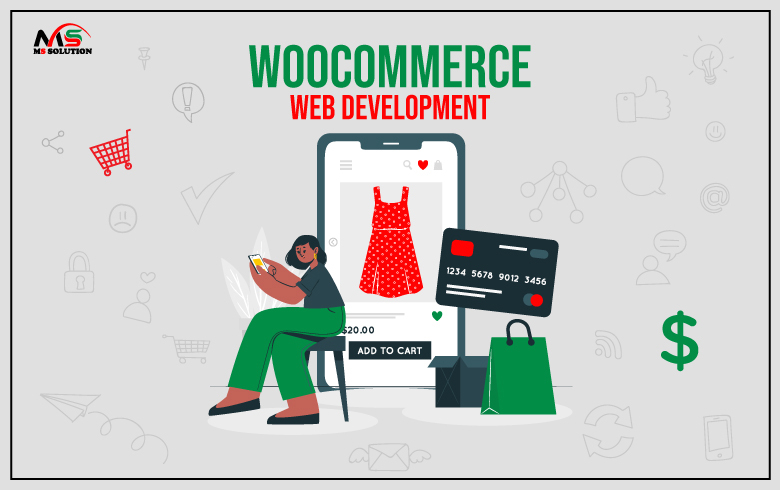 MS
MS SOLUTION
WOOCOMMERCE
WEB DEVELOPMENT
1234 5678 9012 3456
$20.00
ADD TO CART
$